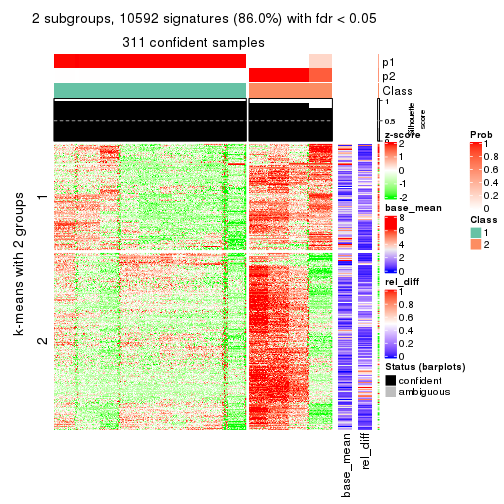 2 subgroups, 10592 signatures (86.0%) with fdr < 0.05
311 confident samples
p1
p2
Class
1
0.5
0
Silhouette
score
k-means with 2 groups
1
2
z-score
2
1
0
-1
-2
base_mean
8
6
4
2
0
rel_diff
1
0.8
0.6
0.4
0.2
0
Status (barplots)
confident
ambiguous
Prob
1
0.8
0.6
0.4
0.2
0
Class
1
2
base_mean
rel_diff